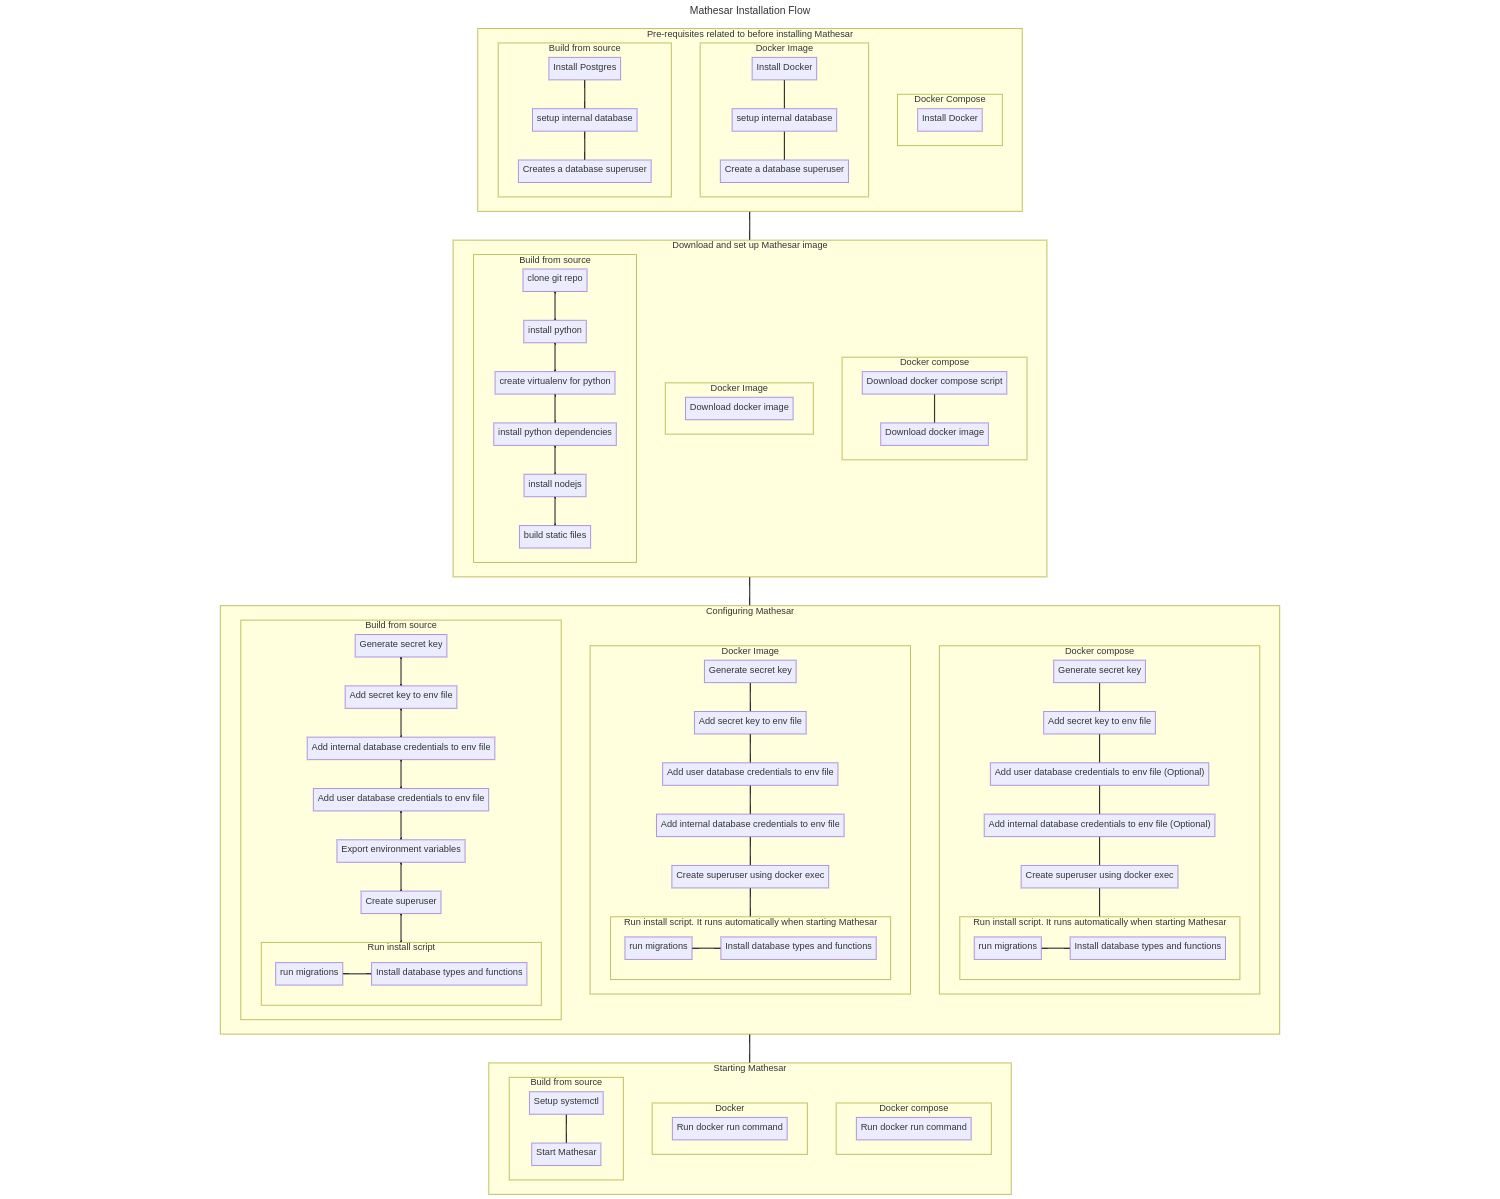 Mathesar Installation Flow
Pre-requisites related to before installing Mathesar
Build from source
Install Postgres
setup internal database
Creates a database superuser
Docker Image
Install Docker
setup internal database
Create a database superuser
Docker Compose
Install Docker
Download and set up Mathesar image
Build from source
clone git repo
install python
create virtualenv for python
install python dependencies
install nodejs
build static files
Docker Image
Download docker image
Docker compose
Download docker compose script
Download docker image
Configuring Mathesar
Build from source
Generate secret key
Add secret key to env file
Add internal database credentials to env file
Add user database credentials to env file
Export environment variables
Create superuser
Run install script
run migrations
Install database types and functions
Docker Image
Generate secret key
Add secret key to env file
Add user database credentials to env file
Add internal database credentials to env file
Create superuser using docker exec
Run install script. It runs automatically when starting Mathesar
run migrations
Install database types and functions
Docker compose
Generate secret key
Add secret key to env file
Add user database credentials to env file (Optional)
Add internal database credentials to env file (Optional)
Create superuser using docker exec
Run install script. It runs automatically when starting Mathesar
run migrations
Install database types and functions
Starting Mathesar
Build from source
Setup systemctl
Start Mathesar
Docker
Run docker run command
Docker compose
Run docker run command